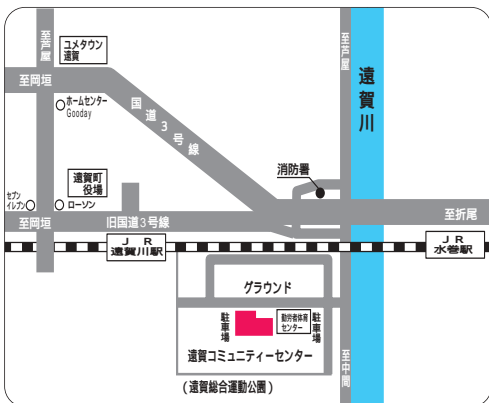 至芦屋
ユメタウン
遠賀
至岡垣
ホームセンター
Gooday
国道3号線
至芦屋
遠賀川
消防署
遠賀町
役場
セブン
イレブン
ローソン
至岡垣
旧国道3号線
至折尾
JR
遠賀川駅
JR
水巻駅
グラウンド
駐車場
勤労者体育
センター
駐車場
遠賀コミュニティーセンター
至中間
(遠賀総合運動公園)